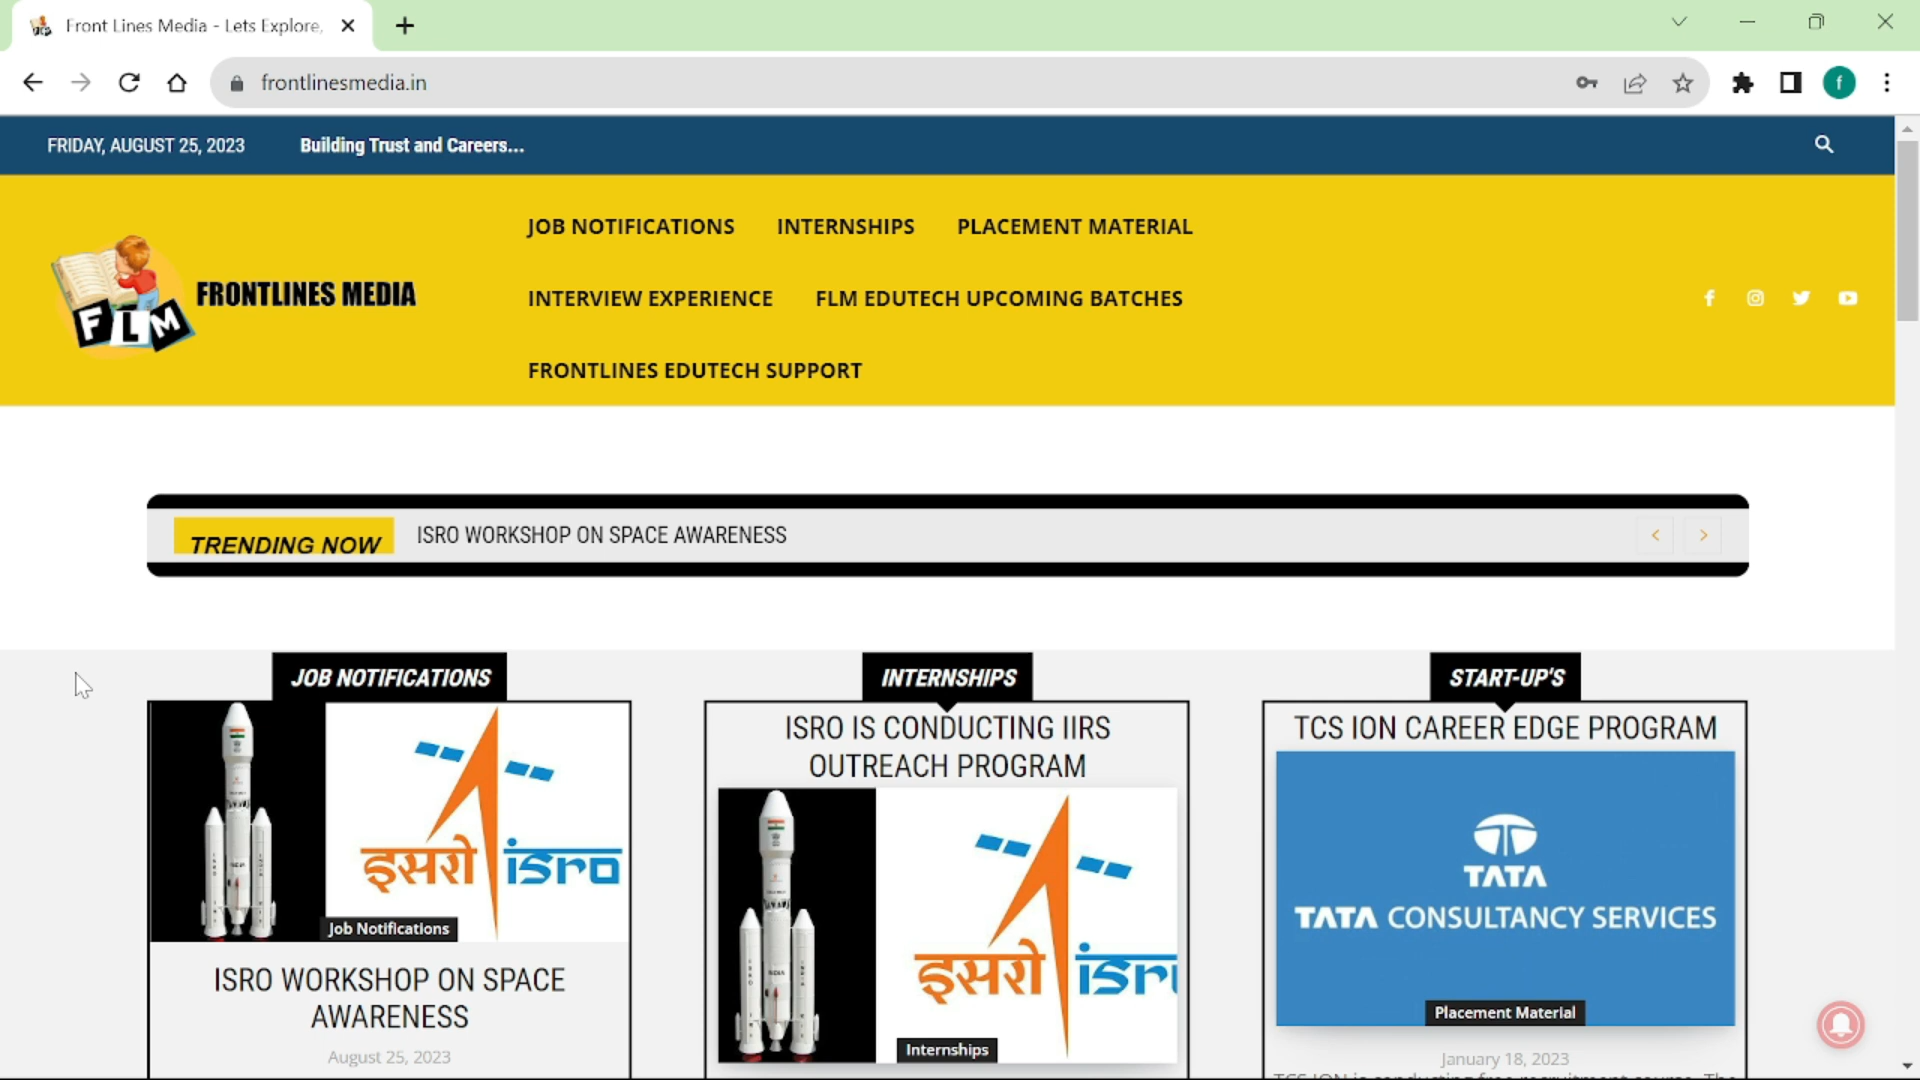 Front Lines Media - Lets Explore,
frontlinesmedia.in
f
FRIDAY, AUGUST 25, 2023
Building Trust and Careers...
JOB NOTIFICATIONS
INTERNSHIPS
PLACEMENT MATERIAL
FLM
FRONTLINES MEDIA
INTERVIEW EXPERIENCE
FLM EDUTECH UPCOMING BATCHES
FRONTLINES EDUTECH SUPPORT
TRENDING NOW
ISRO WORKSHOP ON SPACE AWARENESS
JOB NOTIFICATIONS
इसरो isro
Job Notifications
ISRO WORKSHOP ON SPACE
AWARENESS
August 25, 2023
INTERNSHIPS
ISRO IS CONDUCTING IIRS
OUTREACH PROGRAM
इसरो isr
Internships
START-UP'S
TCS ION CAREER EDGE PROGRAM
TATA
TATA CONSULTANCY SERVICES
Placement Material
January 18, 2023